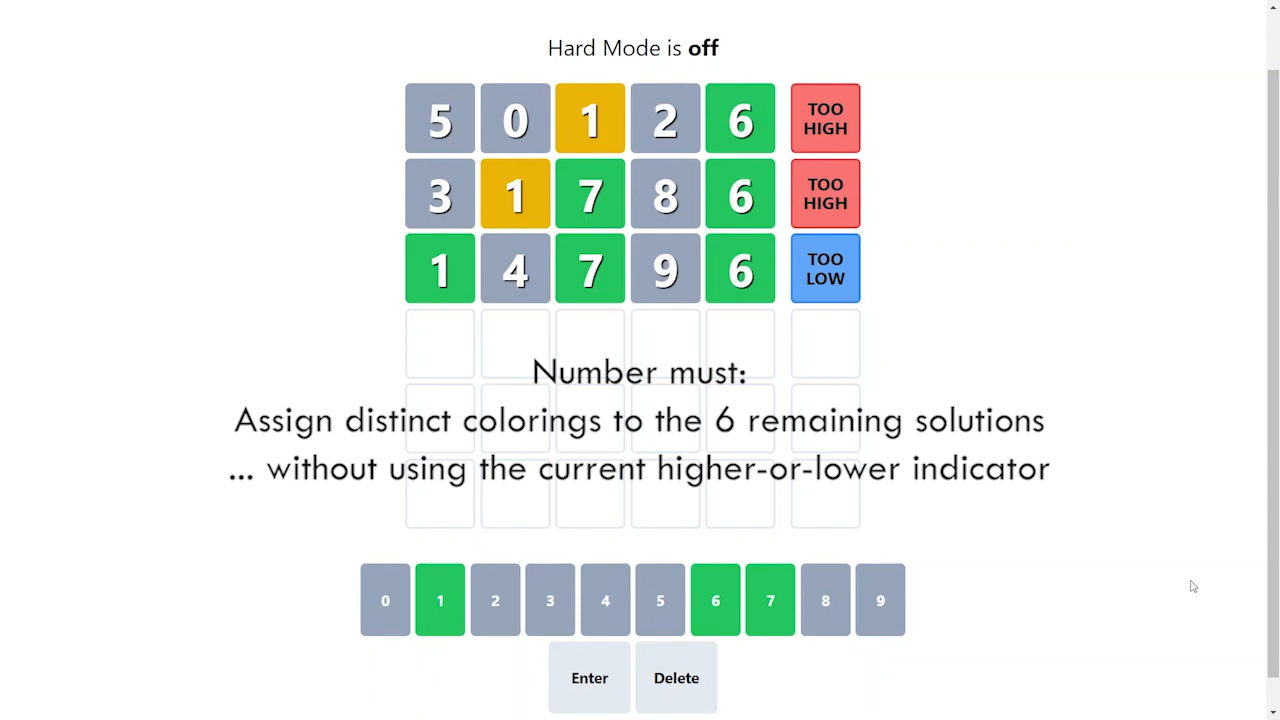 Hard Mode is off
5 0 1 2 6 TOO HIGH
3 1 7 8 6 TOO HIGH
1 4 7 9 6 TOO LOW
Number must:
Assign distinct colorings to the 6 remaining solutions
... without using the current higher-or-lower indicator
0 1 2 3 4 5 6 7 8 9
Enter Delete